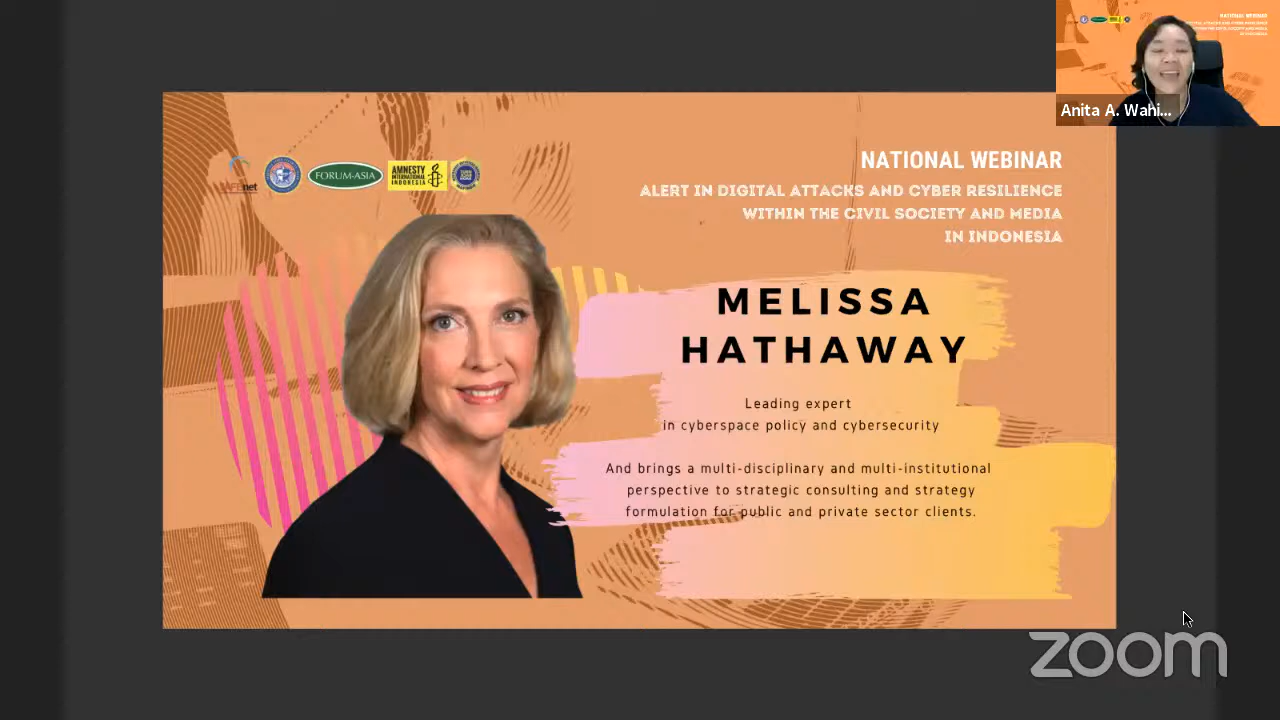 Anita A. Wahi...
SAFEnet
FORUM-ASIA
AMNESTY
INTERNATIONAL
INDONESIA
NATIONAL WEBINAR
ALERT IN DIGITAL ATTACKS AND CYBER RESILIENCE
WITHIN THE CIVIL SOCIETY AND MEDIA
IN INDONESIA
MELISSA
HATHAWAY
Leading expert
in cyberspace policy and cybersecurity
And brings a multi-disciplinary and multi-institutional
perspective to strategic consulting and strategy
formulation for public and private sector clients.
zoom